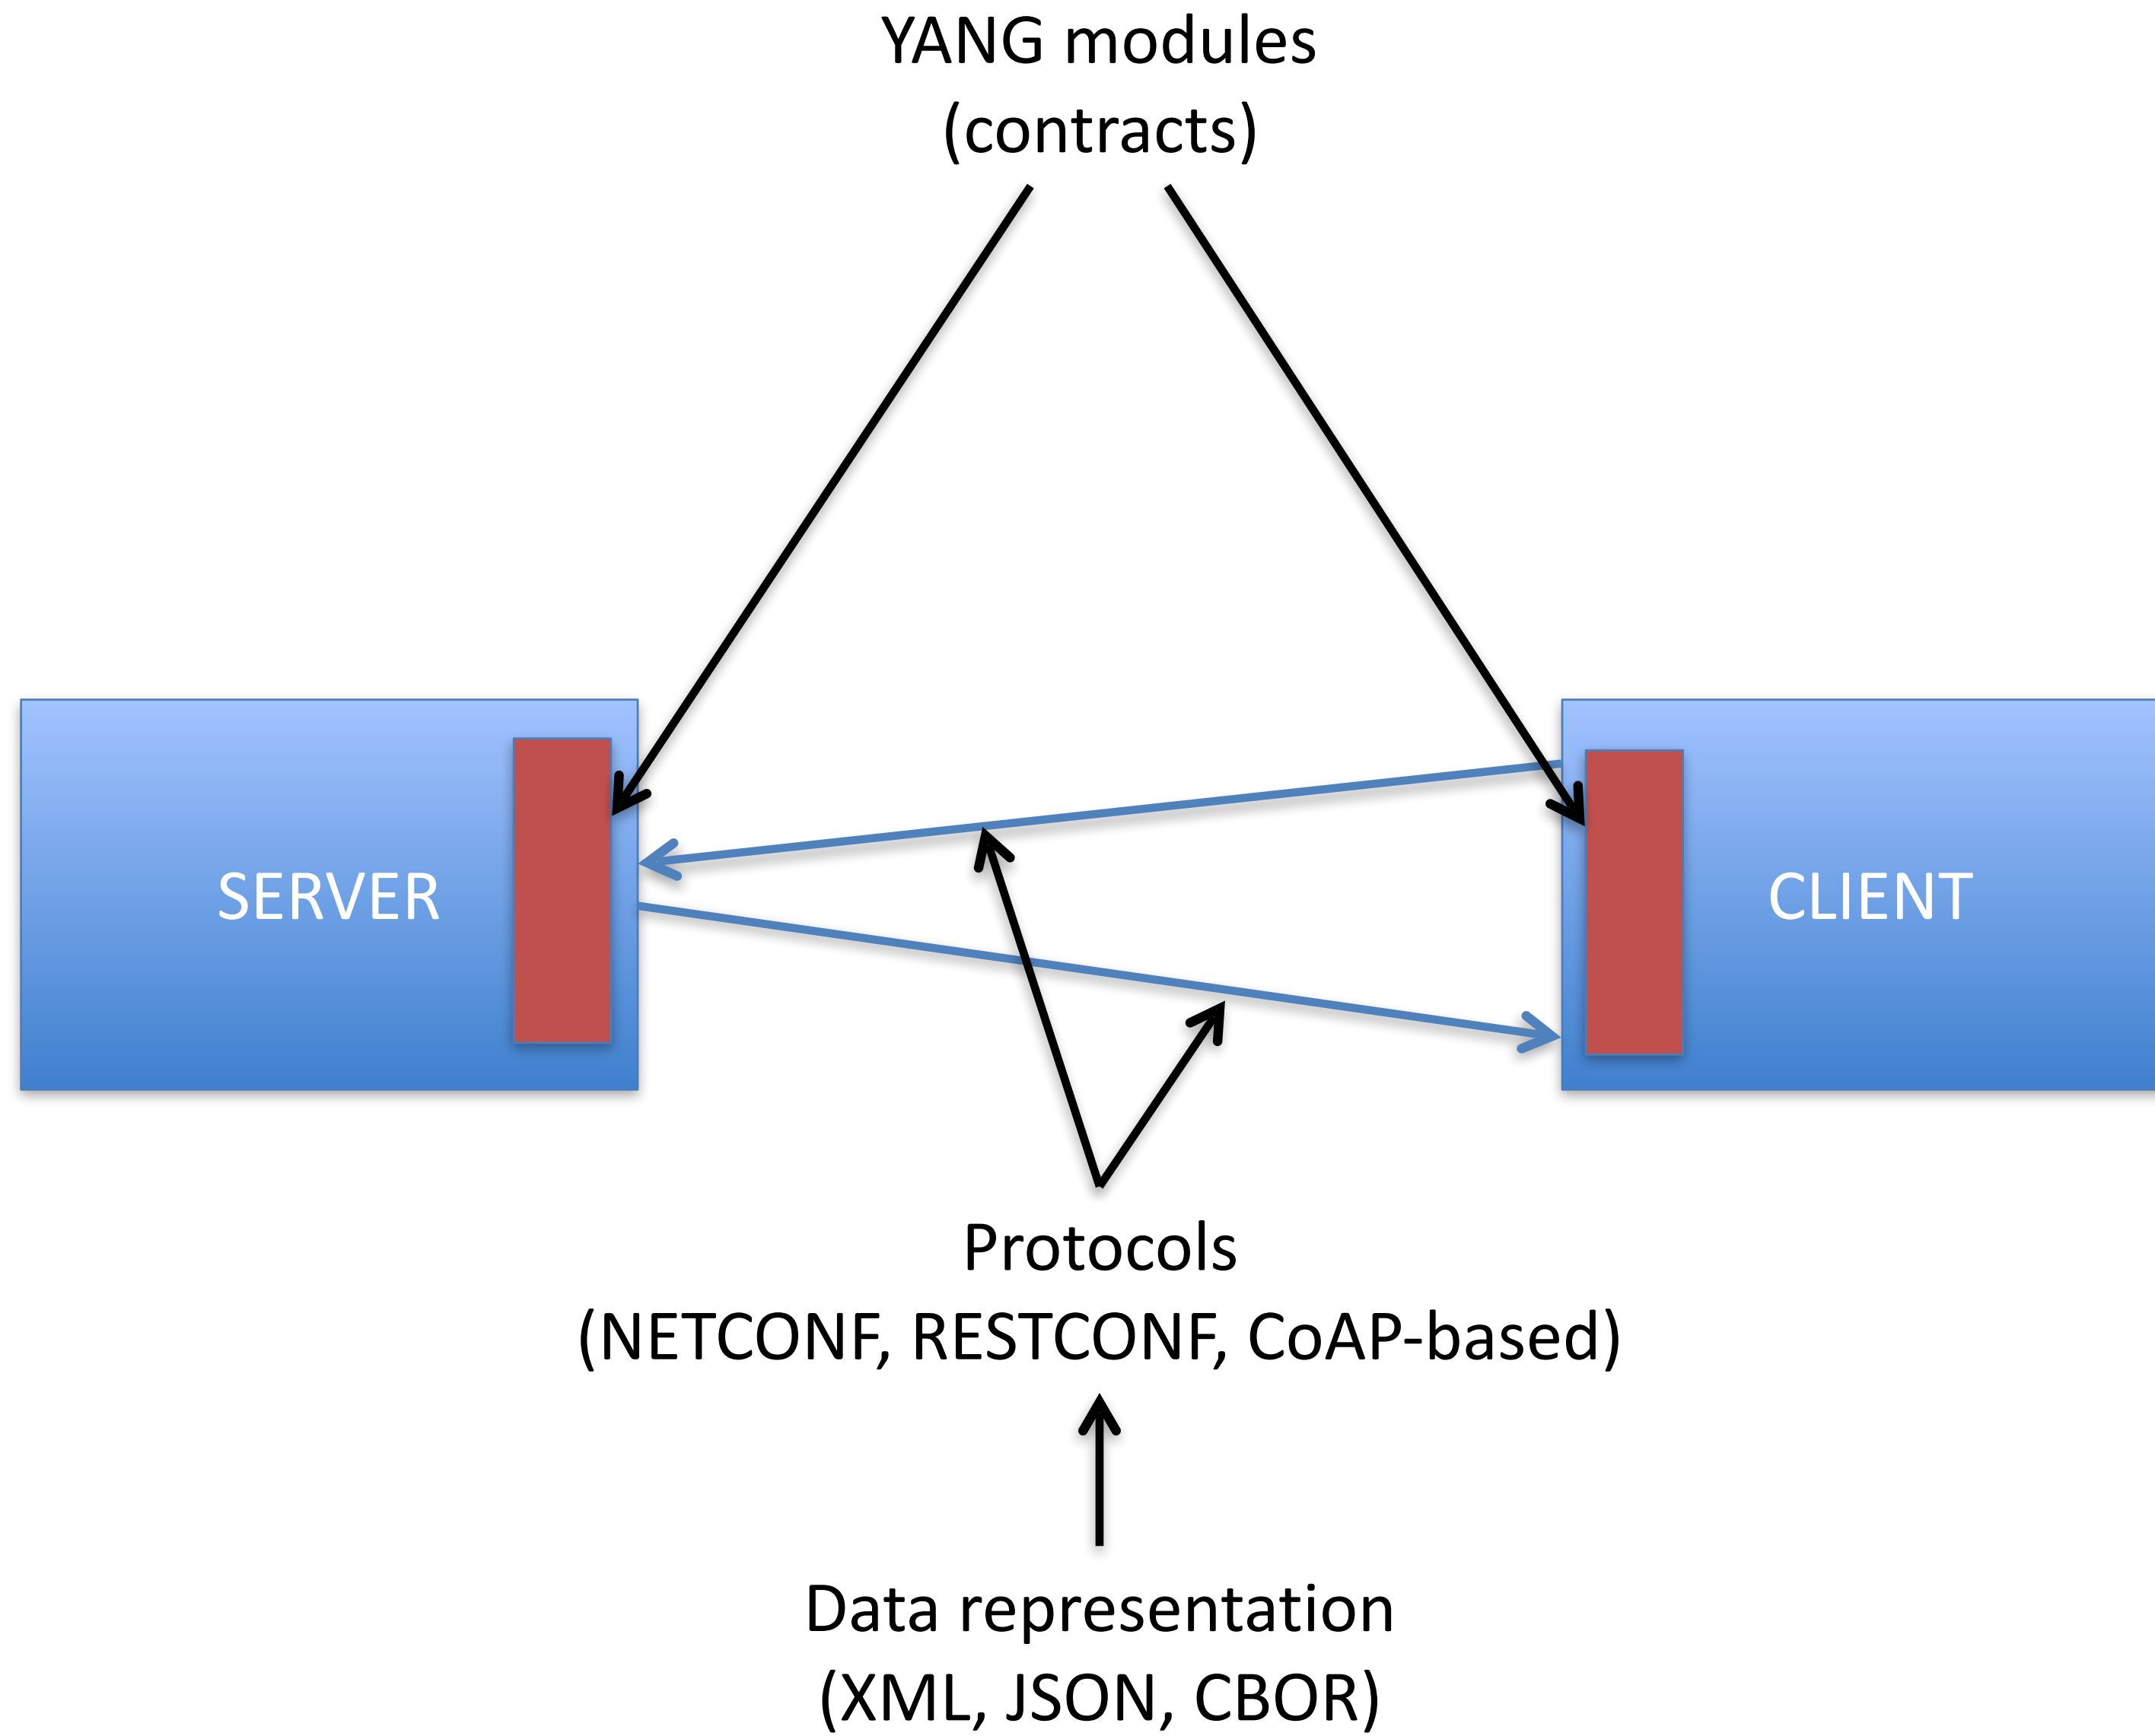 YANG modules
(contracts)
SERVER
CLIENT
Protocols
(NETCONF, RESTCONF, CoAP-based)
Data representation
(XML, JSON, CBOR)